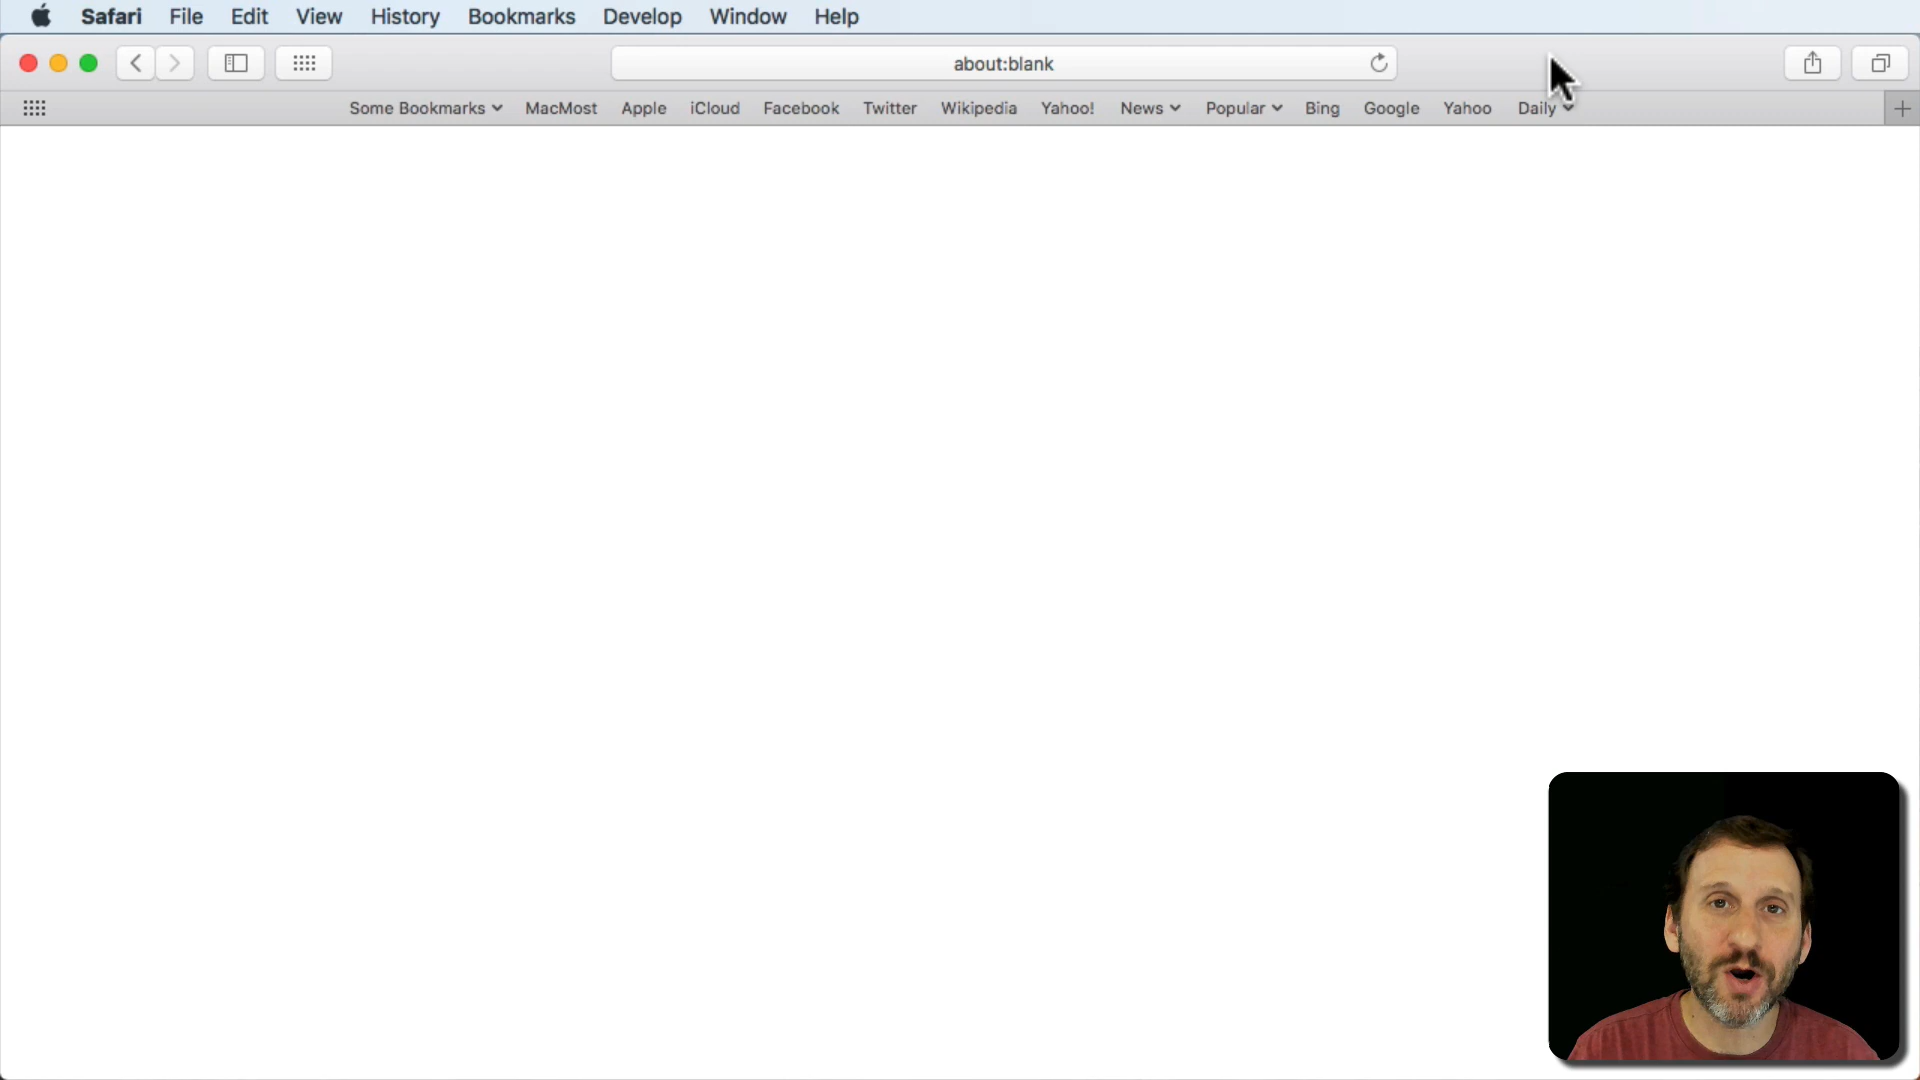 Safari File Edit View History Bookmarks Develop Window Help
about:blank
Some Bookmarks MacMost Apple iCloud Facebook Twitter Wikipedia Yahoo! News Popular Bing Google Yahoo Daily